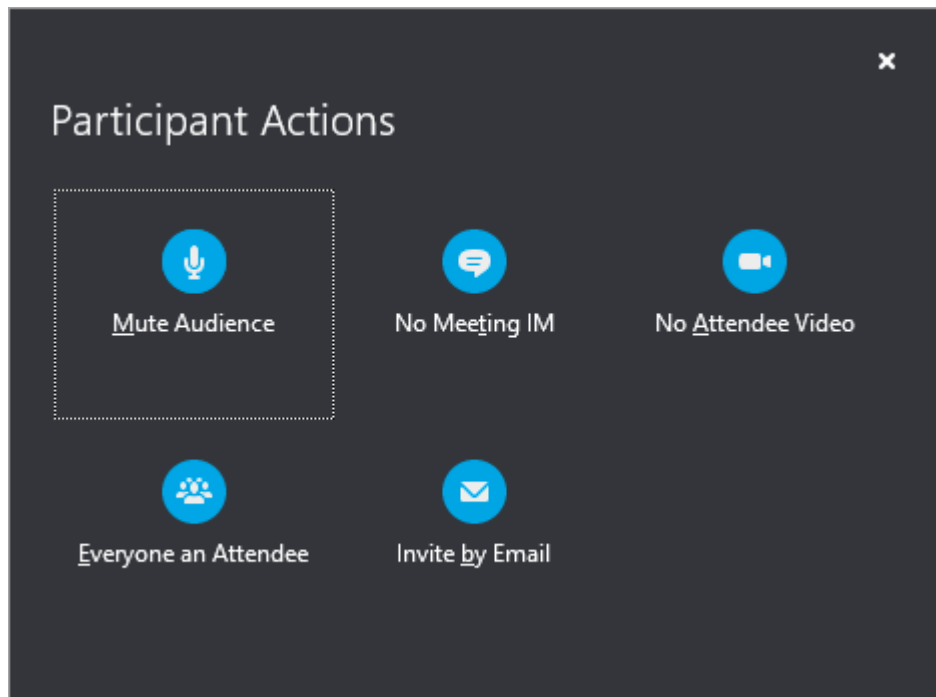 Participant Actions
Mute Audience
No Meeting IM
No Attendee Video
Everyone an Attendee
Invite by Email